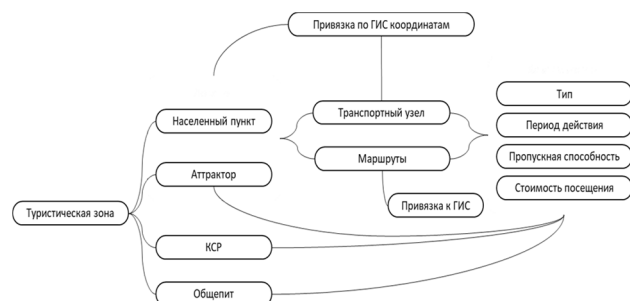 Привязка по ГИС координатам
Тип
Населенный пункт
Транспортный узел
Период действия
Маршруты
Пропускная способность
Аттрактор
Стоимость посещения
Привязка к ГИС
Туристическая зона
КСР
Общепит